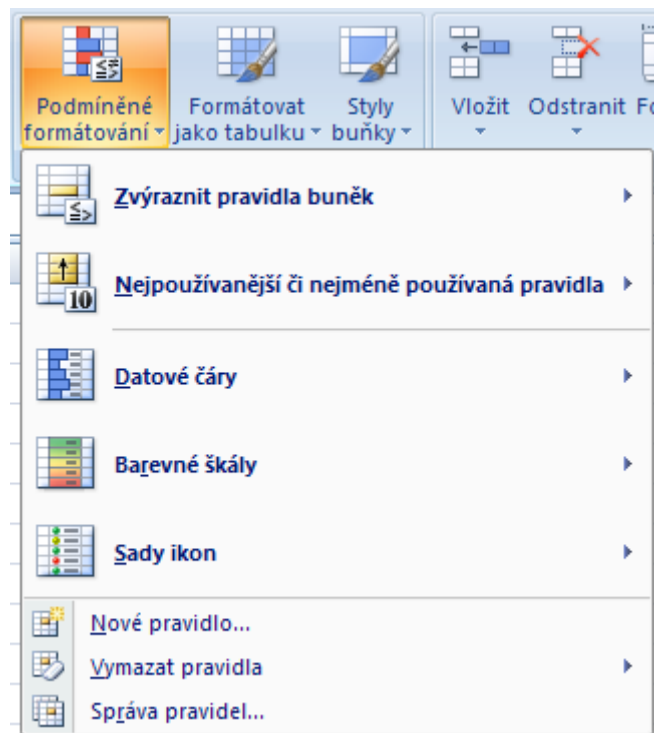 Podmíněné formátování
Formátovat jako tabulku
Styly buňky
Vložit
Odstranit
Zvýraznit pravidla buněk
10
Nejpoužívanější či nejméně používaná pravidla
Datové čáry
Barevné škály
Sady ikon
Nové pravidlo...
Vymazat pravidla
Správa pravidel...